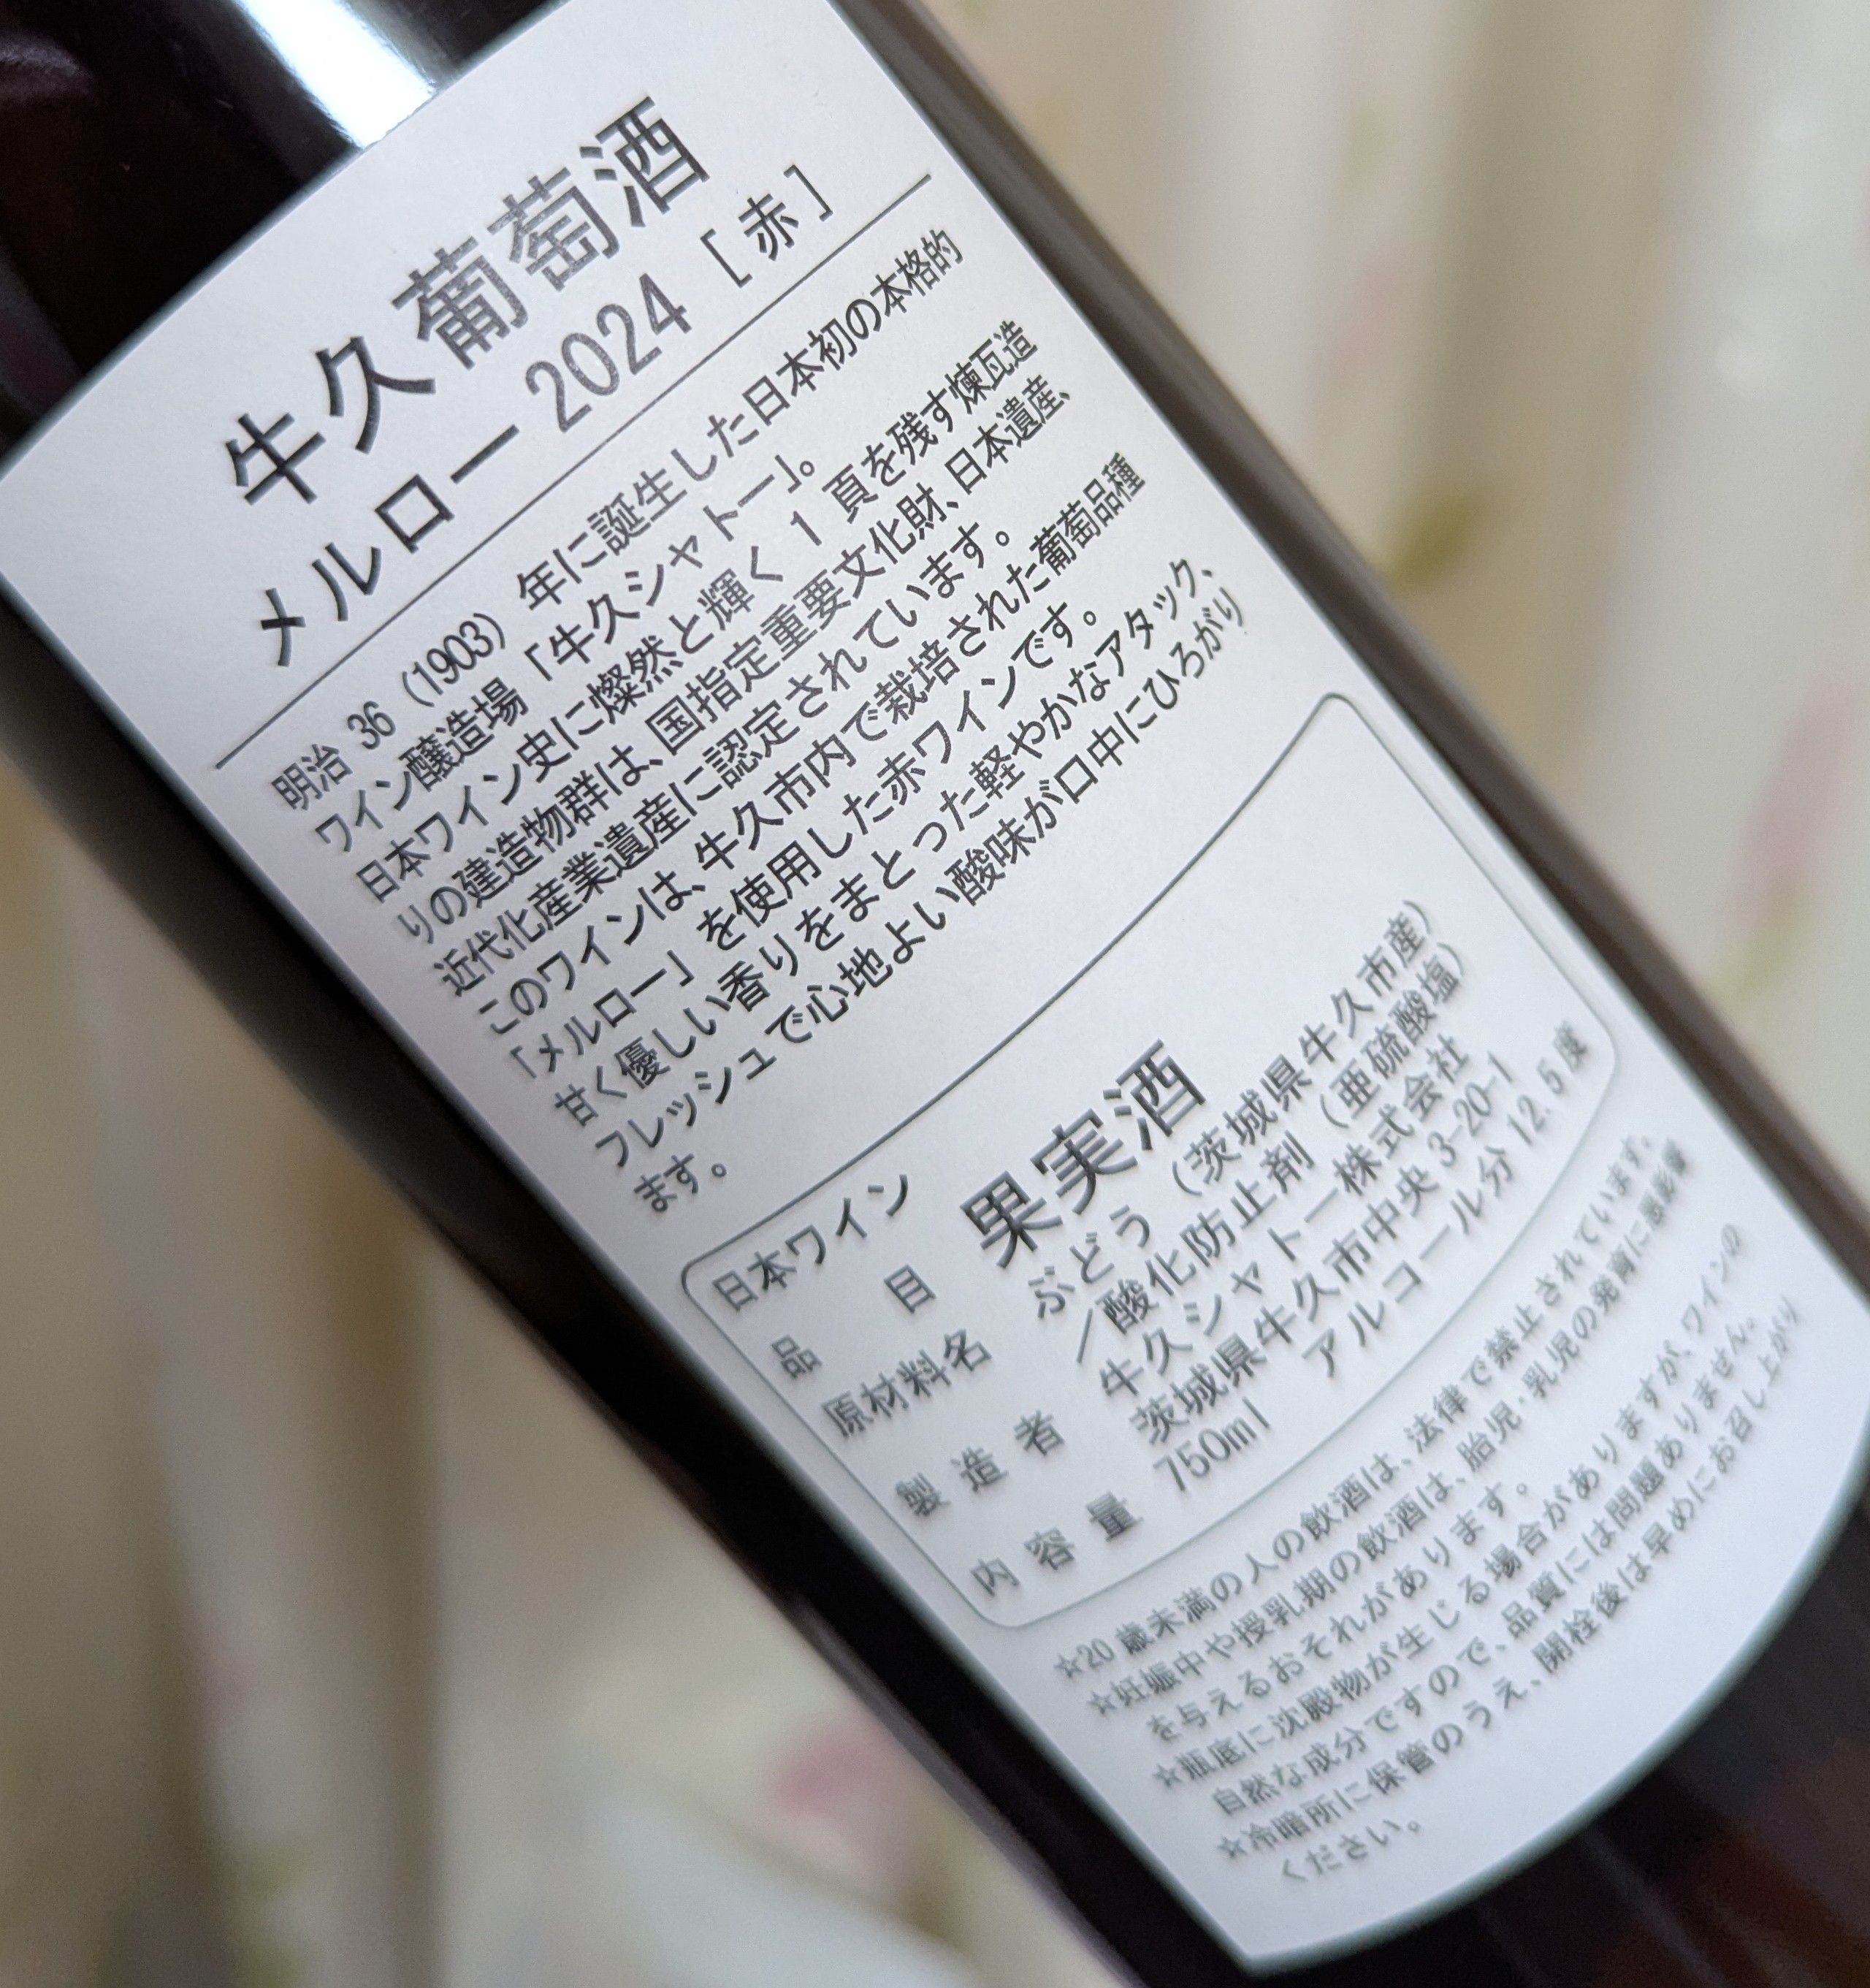 牛久葡萄酒
メルロー2024［赤］
明治 36（1903）年に誕生した日本初の本格的
ワイン醸造場「牛久シャトー」。
日本ワイン史に燦然と輝く 1 頁を残す煉瓦造
りの建造物群は、国指定重要文化財、日本遺産、
近代化産業遺産に認定されています。
このワインは、牛久市内で栽培された葡萄品種
「メルロー」を使用した赤ワインです。
甘く優しい香りをまとった軽やかなアタック、
フレッシュで心地よい酸味が口中にひろがり
ます。
日本ワイン
品目 果実酒
原材料名 ぶどう（茨城県牛久市産）
／酸化防止剤（亜硫酸塩）
製造者 牛久シャトー株式会社
茨城県牛久市中央 3-20-1
内容量 750ml アルコール分 12.5度
☆20 歳未満の人の飲酒は、法律で禁止されています。
☆妊娠中や授乳期の飲酒は、胎児・乳児の発育に悪影響
を与えるおそれがあります。
☆瓶底に沈殿物が生じる場合がありますが、ワインの
自然な成分ですので、品質には問題ありません。
☆冷暗所に保管のうえ、開栓後は早めにお召し上がり
ください。